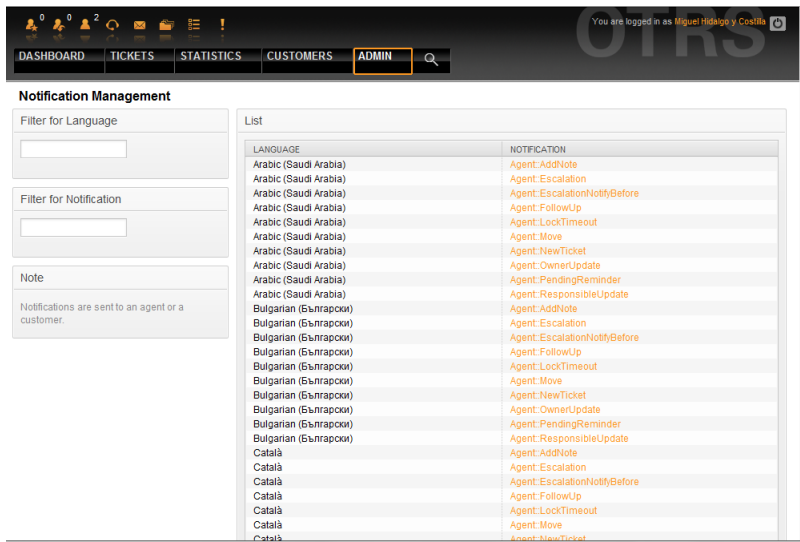 0 0 2
You are logged in as Miguel Hidalgo y Costilla
OTRS
DASHBOARD TICKETS STATISTICS CUSTOMERS ADMIN
Notification Management
Filter for Language
Filter for Notification
Note
Notifications are sent to an agent or a
customer.
List
LANGUAGE NOTIFICATION
Arabic (Saudi Arabia) Agent::AddNote
Arabic (Saudi Arabia) Agent::Escalation
Arabic (Saudi Arabia) Agent::EscalationNotifyBefore
Arabic (Saudi Arabia) Agent::FollowUp
Arabic (Saudi Arabia) Agent::LockTimeout
Arabic (Saudi Arabia) Agent::Move
Arabic (Saudi Arabia) Agent::NewTicket
Arabic (Saudi Arabia) Agent::OwnerUpdate
Arabic (Saudi Arabia) Agent::PendingReminder
Arabic (Saudi Arabia) Agent::ResponsibleUpdate
Bulgarian (Български) Agent::AddNote
Bulgarian (Български) Agent::Escalation
Bulgarian (Български) Agent::EscalationNotifyBefore
Bulgarian (Български) Agent::FollowUp
Bulgarian (Български) Agent::LockTimeout
Bulgarian (Български) Agent::Move
Bulgarian (Български) Agent::NewTicket
Bulgarian (Български) Agent::OwnerUpdate
Bulgarian (Български) Agent::PendingReminder
Bulgarian (Български) Agent::ResponsibleUpdate
Català Agent::AddNote
Català Agent::Escalation
Català Agent::EscalationNotifyBefore
Català Agent::FollowUp
Català Agent::LockTimeout
Català Agent::Move
Català Agent::NewTicket